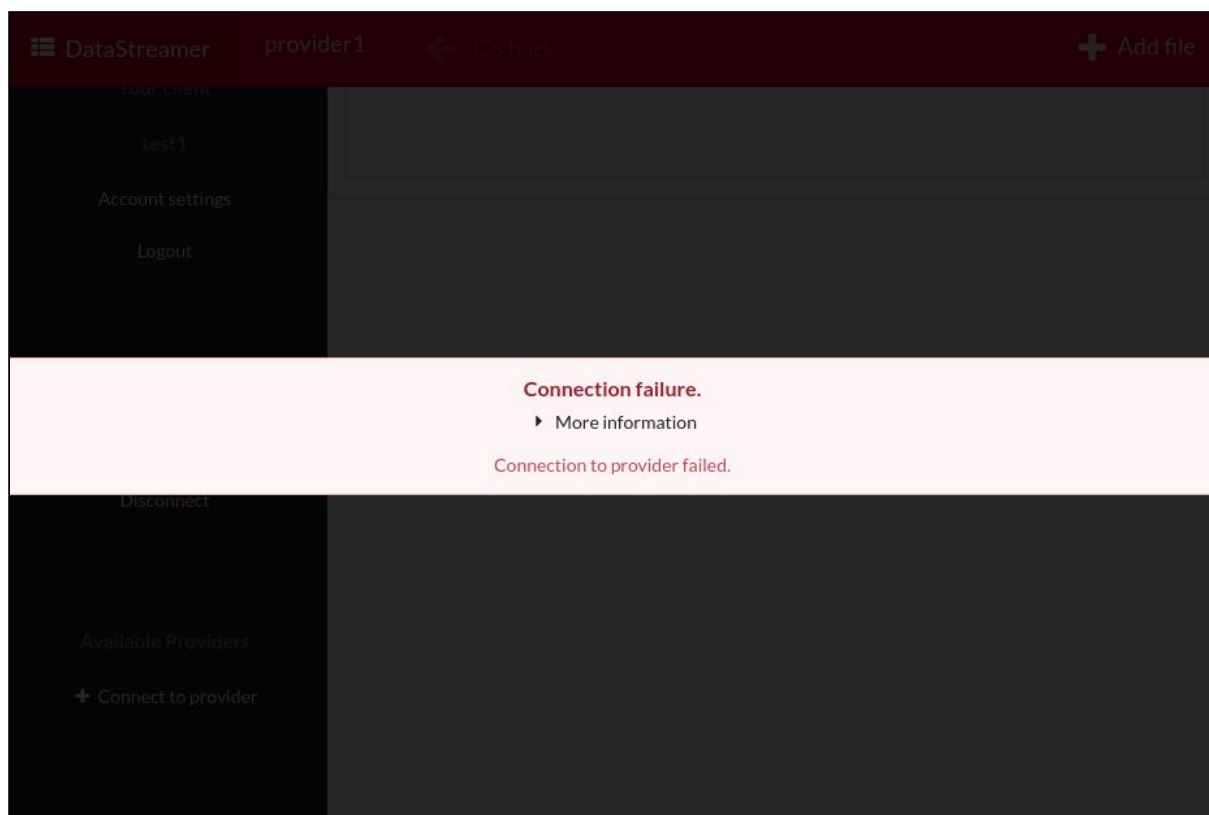 DataStreamer
provider1
Go back
Add file
Your client
test1
Account settings
Logout
Connection failure.
More information
Connection to provider failed.
Disconnect
Available Providers
Connect to provider